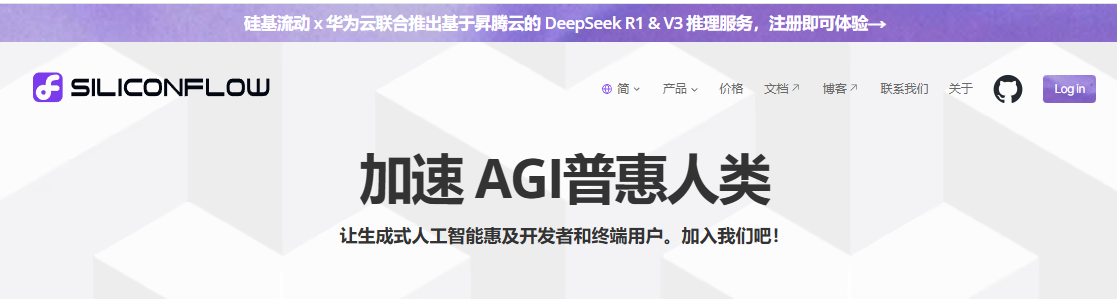 硅基流动 x 华为云联合推出基于昇腾云的 DeepSeek R1 & V3 推理服务，注册即可体验→
SILICONFLOW 简 产品 价格 文档↗ 博客↗ 联系我们 关于 Log in
加速 AGI普惠人类
让生成式人工智能惠及开发者和终端用户。加入我们吧！